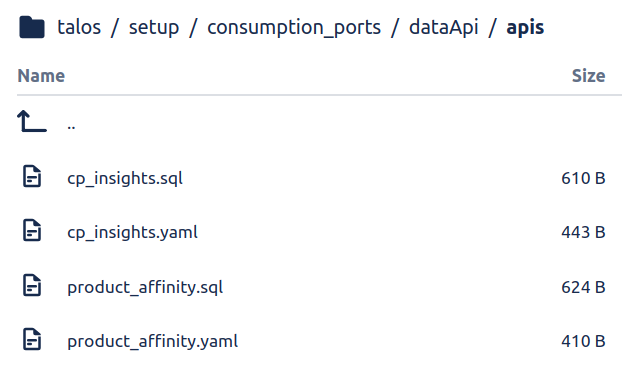 talos / setup / consumption_ports / dataApi / apis
Name Size
..
cp_insights.sql 610 B
cp_insights.yaml 443 B
product_affinity.sql 624 B
product_affinity.yaml 410 B